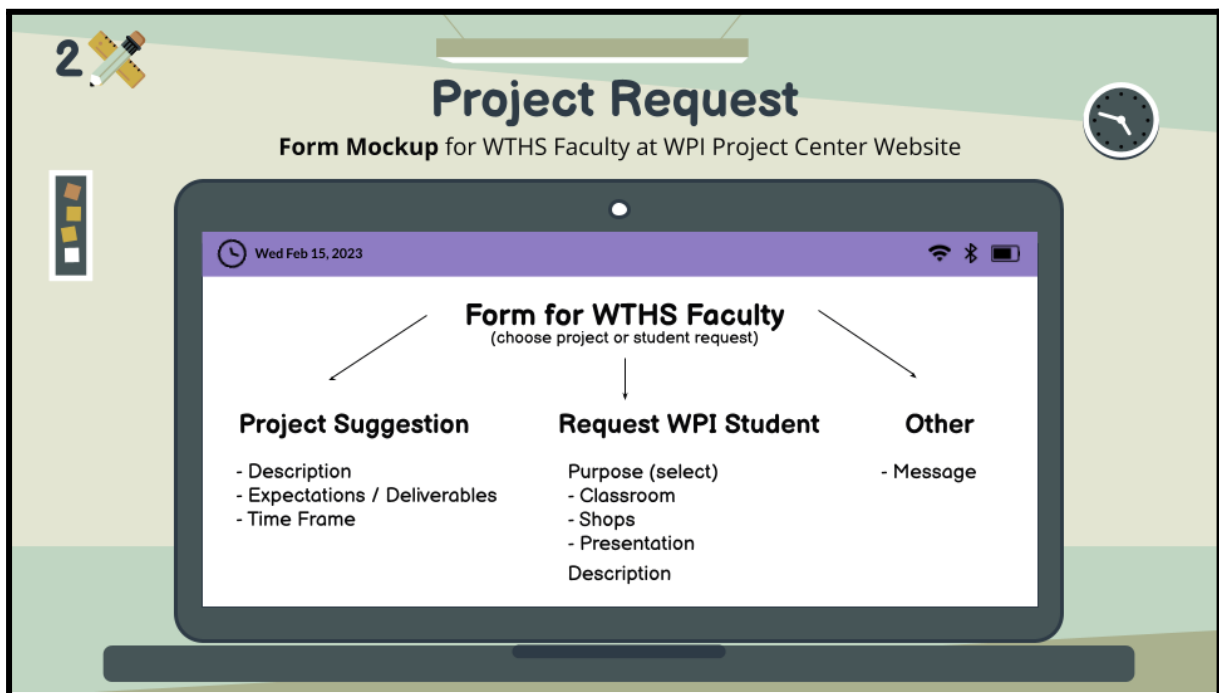 2
Project Request
Form Mockup for WTHS Faculty at WPI Project Center Website
Wed Feb 15, 2023
Form for WTHS Faculty
(choose project or student request)
Project Suggestion
- Description
- Expectations / Deliverables
- Time Frame
Request WPI Student
Purpose (select)
- Classroom
- Shops
- Presentation
Description
Other
- Message